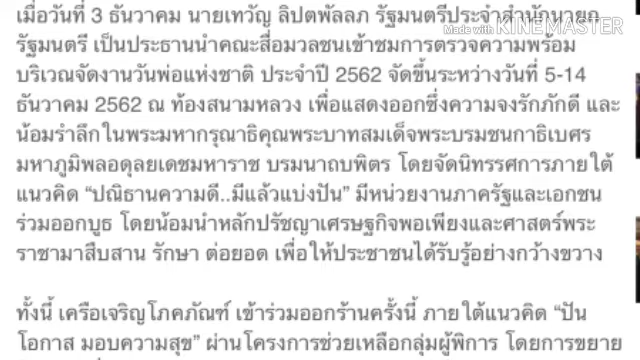 เมื่อวันที่ 3 ธันวาคม นายเทวัญ ลิปตพัลลภ รัฐมนตรีประจำสำนักนายก
Made with KINEMASTER
รัฐมนตรี เป็นประธานนำคณะสื่อมวลชนเข้าชมการตรวจความพร้อม
บริเวณจัดงานวันพ่อแห่งชาติ ประจำปี 2562 จัดขึ้นระหว่างวันที่ 5-14
ธันวาคม 2562 ณ ท้องสนามหลวง เพื่อแสดงออกซึ่งความจงรักภักดี และ
น้อมรำลึกในพระมหากรุณาธิคุณพระบาทสมเด็จพระบรมชนกาธิเบศร
มหาภูมิพลอดุลยเดชมหาราช บรมนาถบพิตร โดยจัดนิทรรศการภายใต้
แนวคิด “ปณิธานความดี..มีแล้วแบ่งปัน” มีหน่วยงานภาครัฐและเอกชน
ร่วมออกบูธ โดยน้อมนำหลักปรัชญาเศรษฐกิจพอเพียงและศาสตร์พระ
ราชามาสืบสาน รักษา ต่อยอด เพื่อให้ประชาชนได้รับรู้อย่างกว้างขวาง
ทั้งนี้ เครือเจริญโภคภัณฑ์ เข้าร่วมออกร้านครั้งนี้ ภายใต้แนวคิด “ปัน
โอกาส มอบความสุข” ผ่านโครงการช่วยเหลือกลุ่มผู้พิการ โดยการขยาย